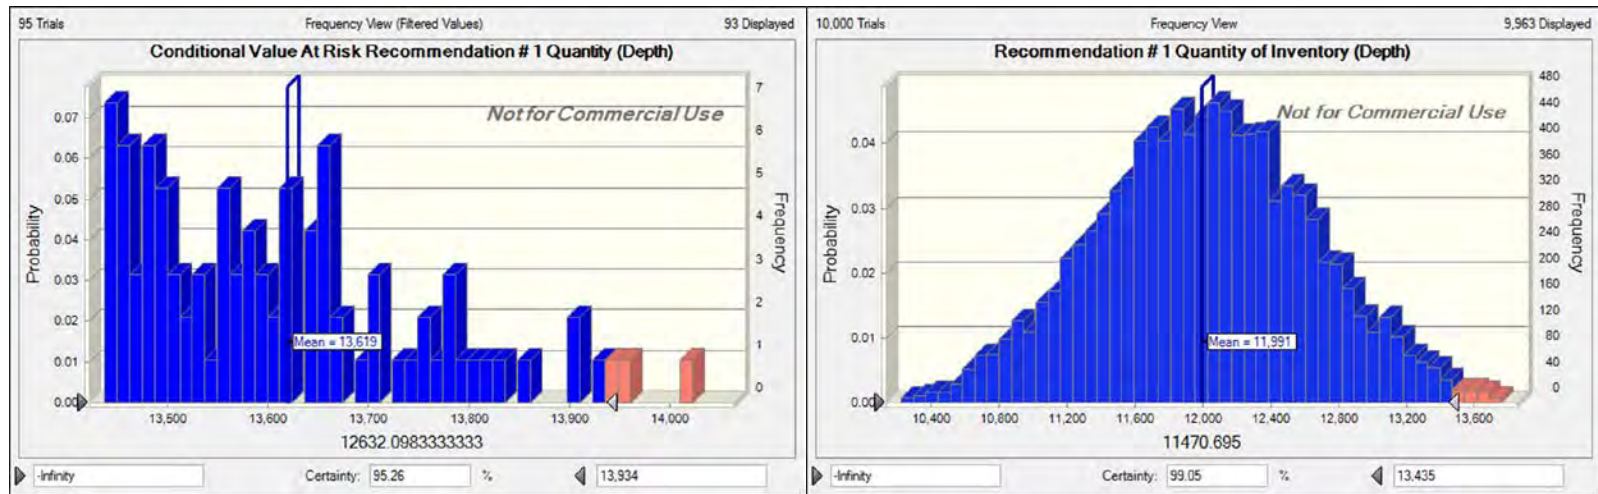 95 Trials
Frequency View (Filtered Values)
93 Displayed
Conditional Value At Risk Recommendation # 1 Quantity (Depth)
Not for Commercial Use
Probability
0.07
0.06
0.05
0.04
0.03
0.02
0.01
0.00
7
6
5
4
3
2
1
0
Frequency
Mean = 13,619
13,500
13,600
13,700
13,800
13,900
14,000
12632.0983333333
-Infinity
Certainty:
95.26
%
13,934
10,000 Trials
Frequency View
9,963 Displayed
Recommendation # 1 Quantity of Inventory (Depth)
Not for Commercial Use
Probability
0.04
0.03
0.02
0.01
0.00
480
440
400
360
320
280
240
200
160
120
80
40
0
Frequency
Mean = 11,991
10,400
10,800
11,200
11,600
12,000
12,400
12,800
13,200
13,600
11470.695
-Infinity
Certainty:
99.05
%
13,435